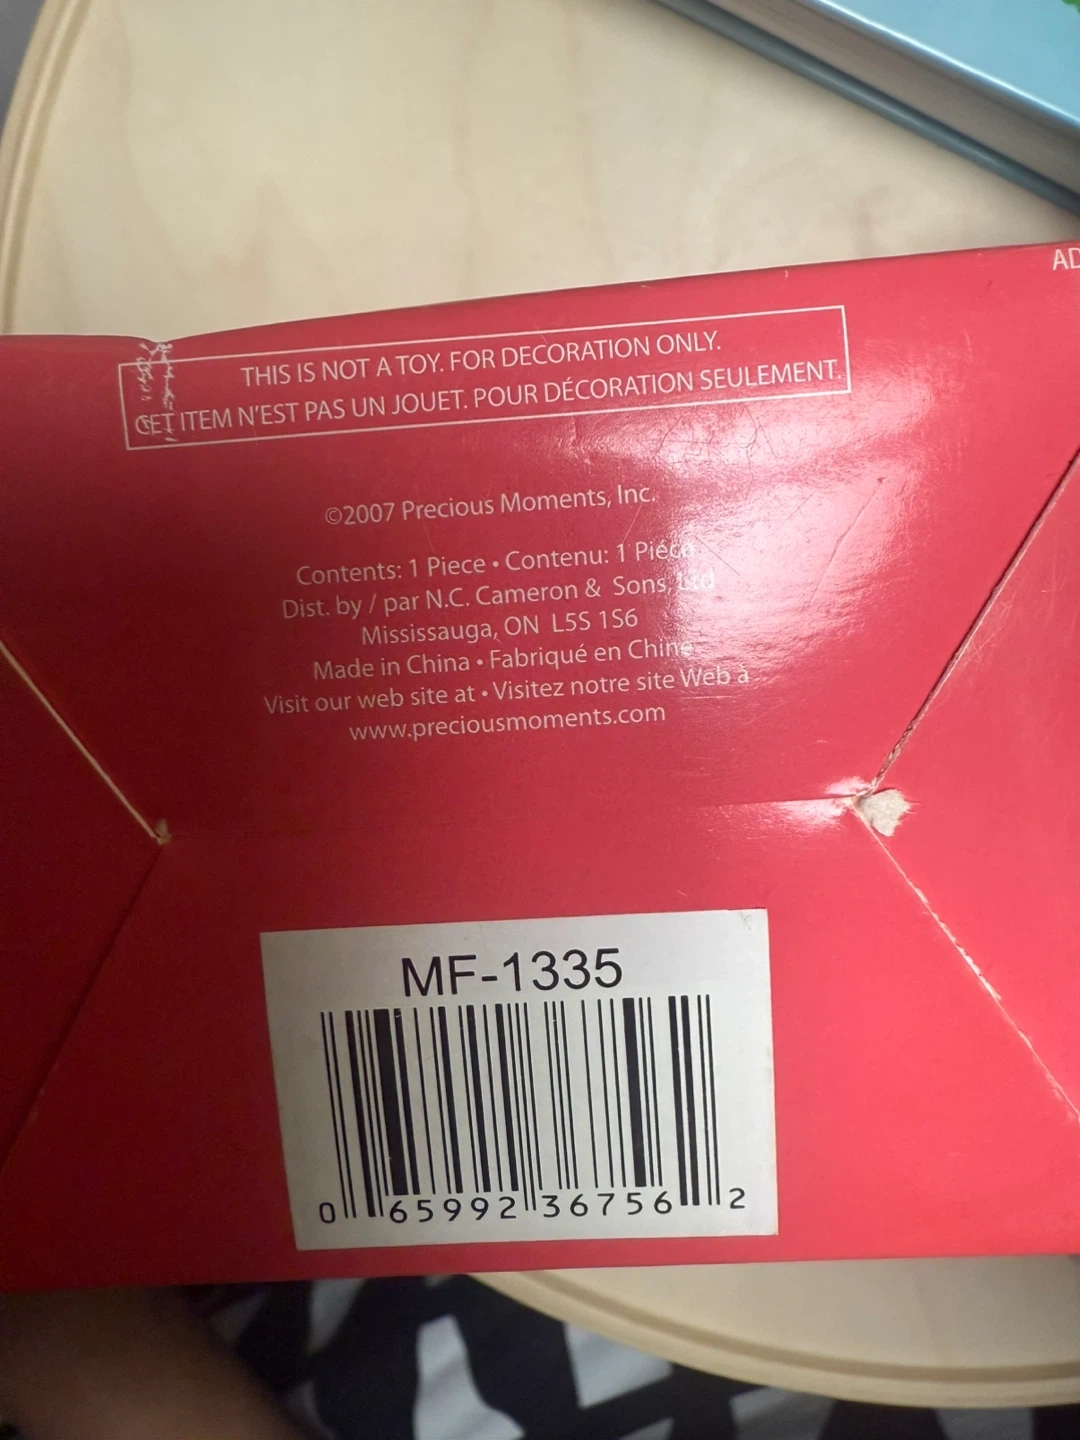 AD
THIS IS NOT A TOY. FOR DECORATION ONLY.
CET ITEM N'EST PAS UN JOUET. POUR DÉCORATION SEULEMENT.
©2007 Precious Moments, Inc.
Contents: 1 Piece • Contenu: 1 Piéce
Dist. by / par N.C. Cameron & Sons, Ltd
Mississauga, ON L5S 1S6
Made in China • Fabriqué en Chine
Visit our web site at • Visitez notre site Web à
www.preciousmoments.com
MF-1335
0 65992 36756 2